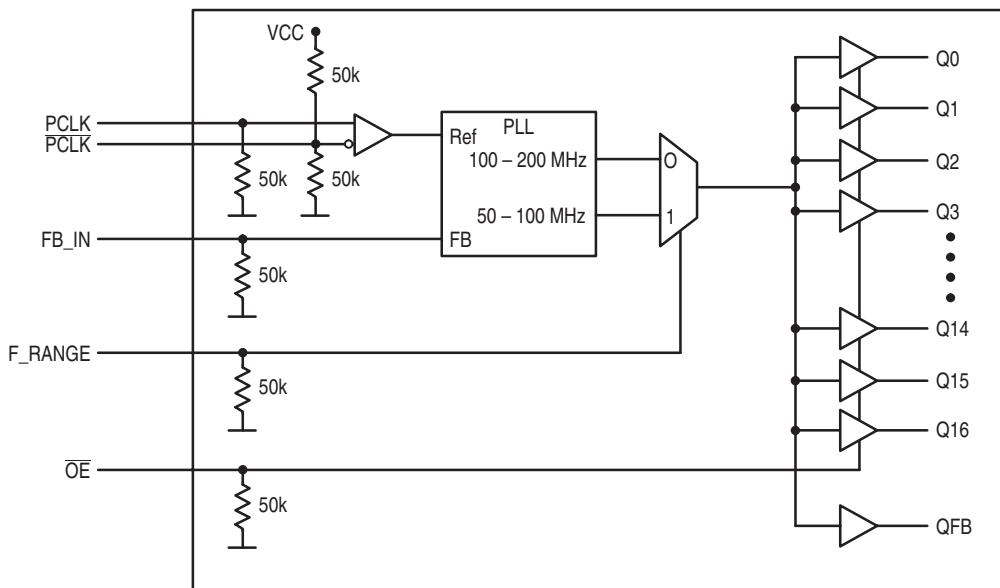 VCC
50k
PCLK
PCLK
50k
50k
Ref
PLL
100 – 200 MHz
50 – 100 MHz
FB
O
1
FB_IN
50k
F_RANGE
50k
OE
50k
Q0
Q1
Q2
Q3
Q14
Q15
Q16
QFB